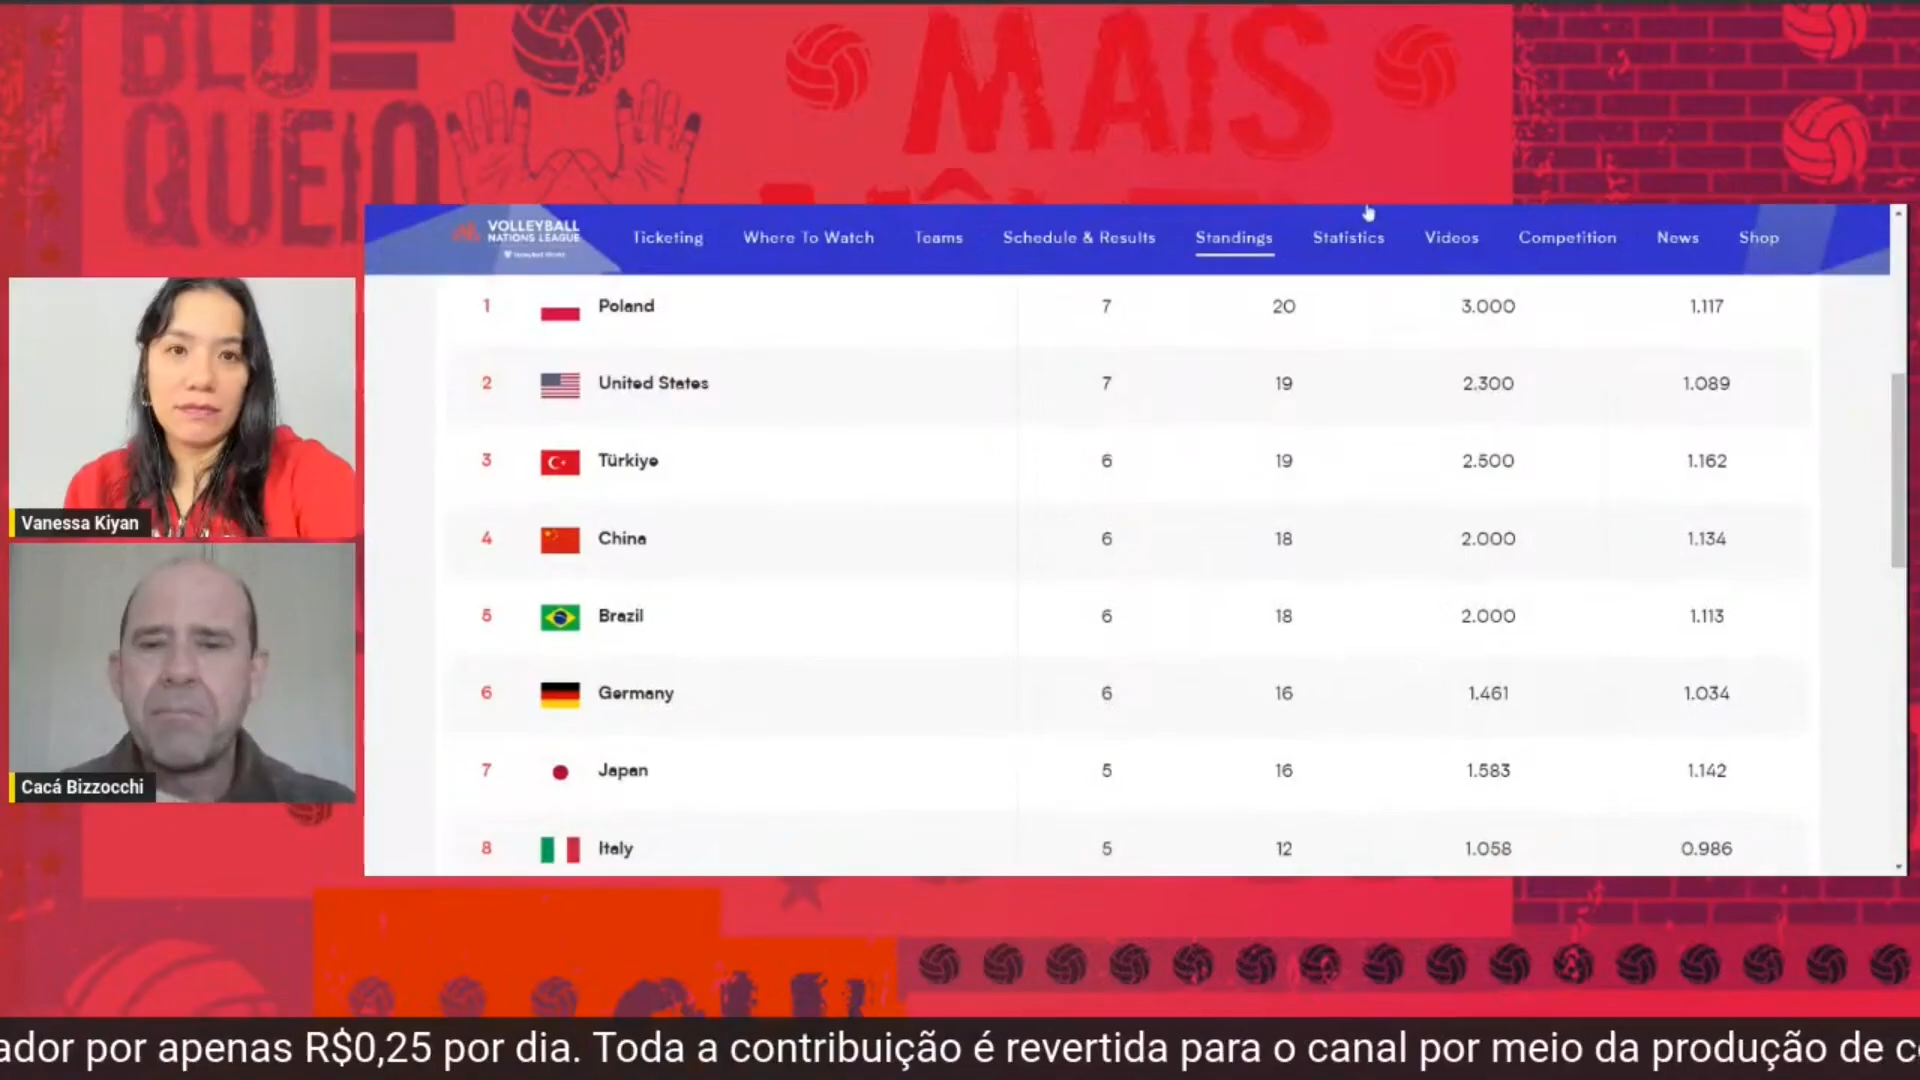 BLO
QUEIO
MAIS
VOLLEYBALL
NATIONS LEAGUE
Ticketing Where To Watch Teams Schedule & Results Standings Statistics Videos Competition News Shop
1 Poland 7 20 3.000 1.117
2 United States 7 19 2.300 1.089
3 Türkiye 6 19 2.500 1.162
4 China 6 18 2.000 1.134
5 Brazil 6 18 2.000 1.113
6 Germany 6 16 1.461 1.034
7 Japan 5 16 1.583 1.142
8 Italy 5 12 1.058 0.986
Vanessa Kiyan
Cacá Bizzocchi
ador por apenas R$0,25 por dia. Toda a contribuição é revertida para o canal por meio da produção de c